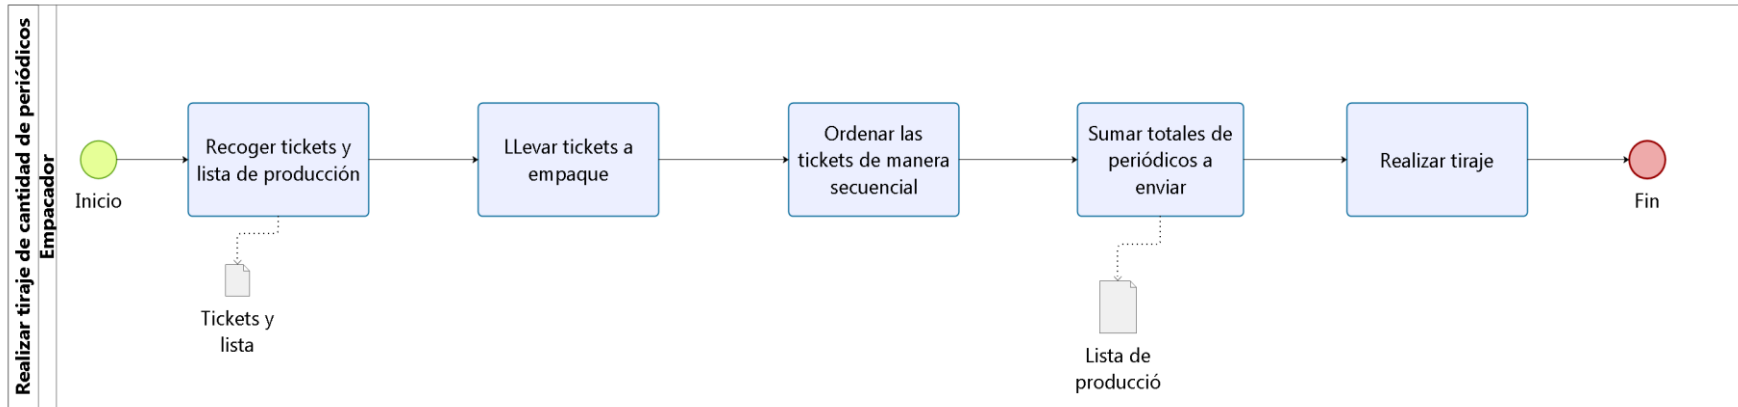 Realizar tiraje de cantidad de periódicos
Empacador
Inicio
Recoger tickets y
lista de producción
Tickets y
lista
LLevar tickets a
empaque
Ordenar las
tickets de manera
secuencial
Sumar totales de
periódicos a
enviar
Lista de
producció
Realizar tiraje
Fin